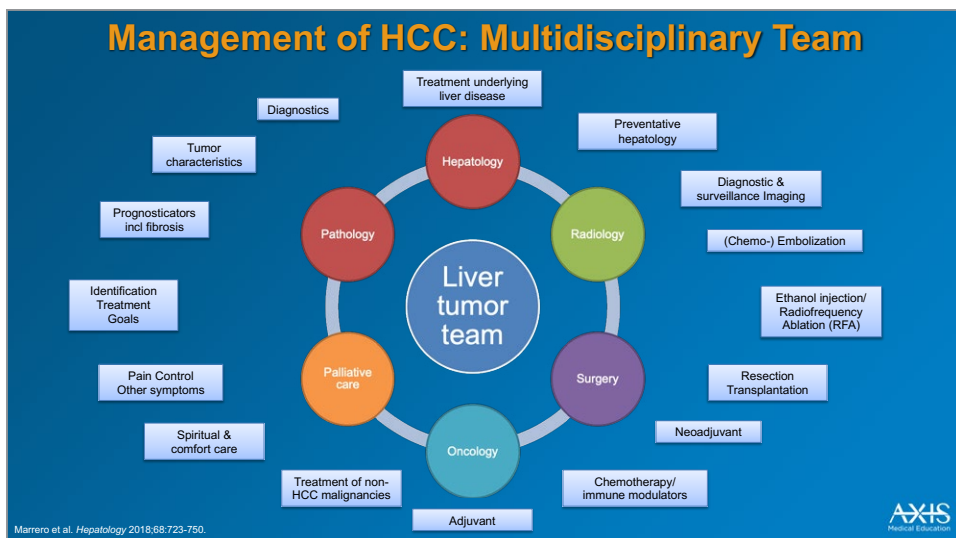 Management of HCC: Multidisciplinary Team
Treatment underlying
liver disease
Diagnostics
Preventative
hepatology
Tumor
characteristics
Hepatology
Diagnostic &
surveillance Imaging
Prognosticators
incl fibrosis
Pathology
Radiology
(Chemo-) Embolization
Liver
tumor
team
Identification
Treatment
Goals
Ethanol injection/
Radiofrequency
Ablation (RFA)
Pain Control
Other symptoms
Palliative
care
Surgery
Resection
Transplantation
Spiritual &
comfort care
Neoadjuvant
Oncology
Treatment of non-
HCC malignancies
Chemotherapy/
immune modulators
Adjuvant
Marrero et al. Hepatology 2018;68:723-750.
AXIS
Medical Education